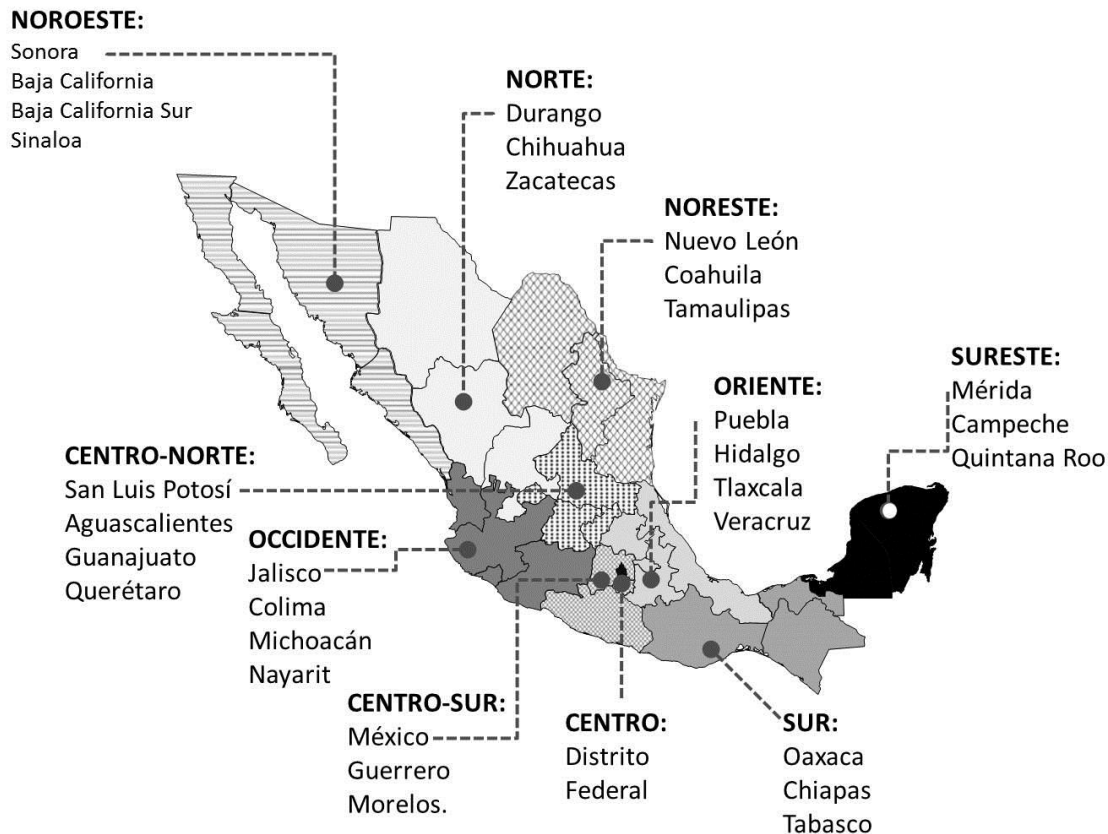 NOROESTE:
Sonora
Baja California
Baja California Sur
Sinaloa
NORTE:
Durango
Chihuahua
Zacatecas
NORESTE:
Nuevo León
Coahuila
Tamaulipas
SURESTE:
Mérida
Campeche
Quintana Roo
ORIENTE:
Puebla
Hidalgo
Tlaxcala
Veracruz
CENTRO-NORTE:
San Luis Potosí
Aguascalientes
Guanajuato
Querétaro
OCCIDENTE:
Jalisco
Colima
Michoacán
Nayarit
CENTRO-SUR:
México
Guerrero
Morelos.
CENTRO:
Distrito
Federal
SUR:
Oaxaca
Chiapas
Tabasco